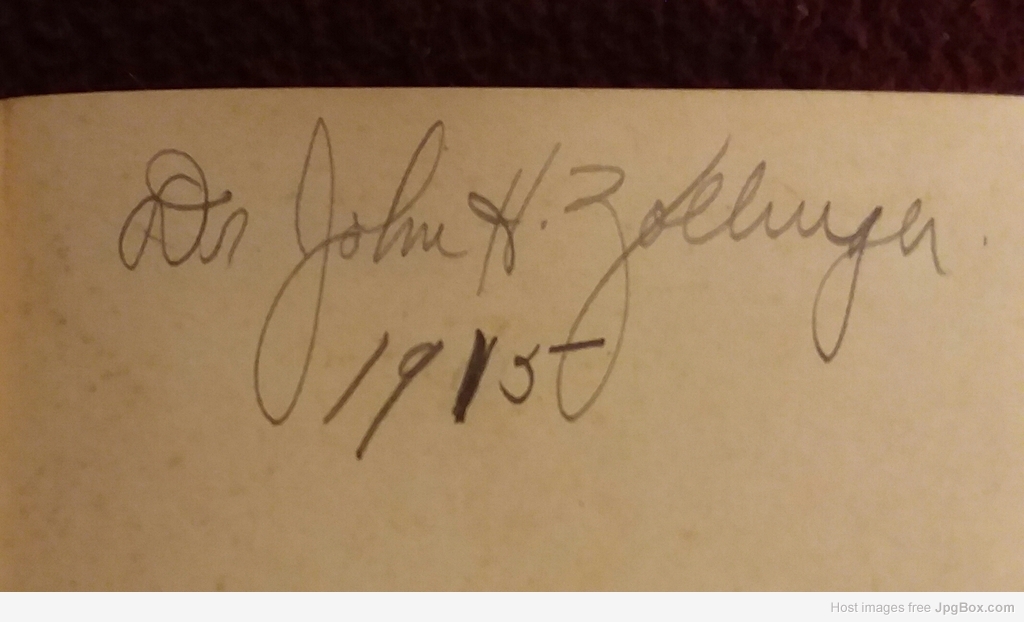 Dr John H. Zollinger.
1915
Host images free JpgBox.com